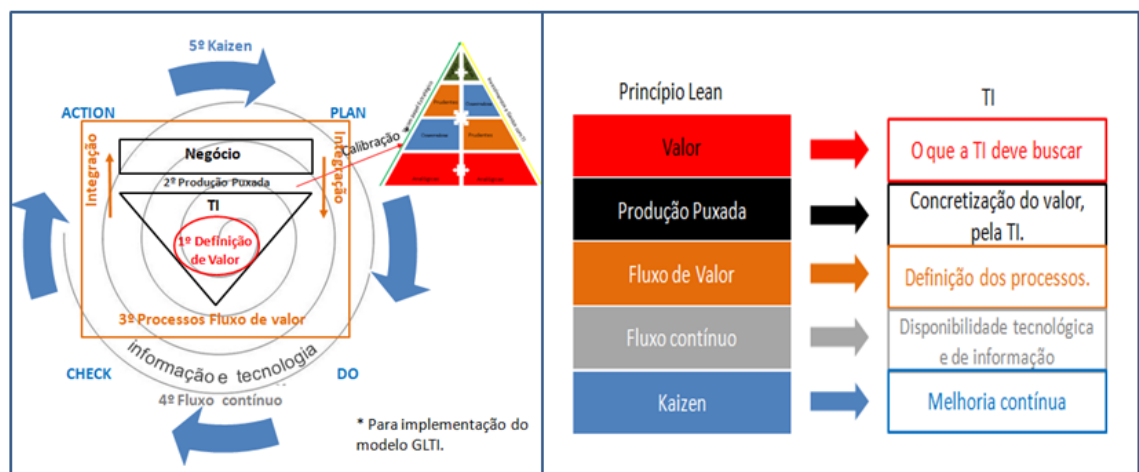 5º Kaizen
ACTION
PLAN
Integração
Integração
Calibração
Negócio
2º Produção Puxada
TI
1º Definição
de Valor
3º Processos Fluxo de valor
informação e tecnologia
CHECK
DO
4º Fluxo contínuo
* Para implementação do
modelo GLTI.
Prudentes
Prudentes
Princípio Lean
TI
Valor
O que a TI deve buscar
Produção Puxada
Concretização do valor,
pela TI.
Fluxo de Valor
Definição dos processos.
Fluxo contínuo
Disponibilidade tecnológica
e de informação
Kaizen
Melhoria contínua